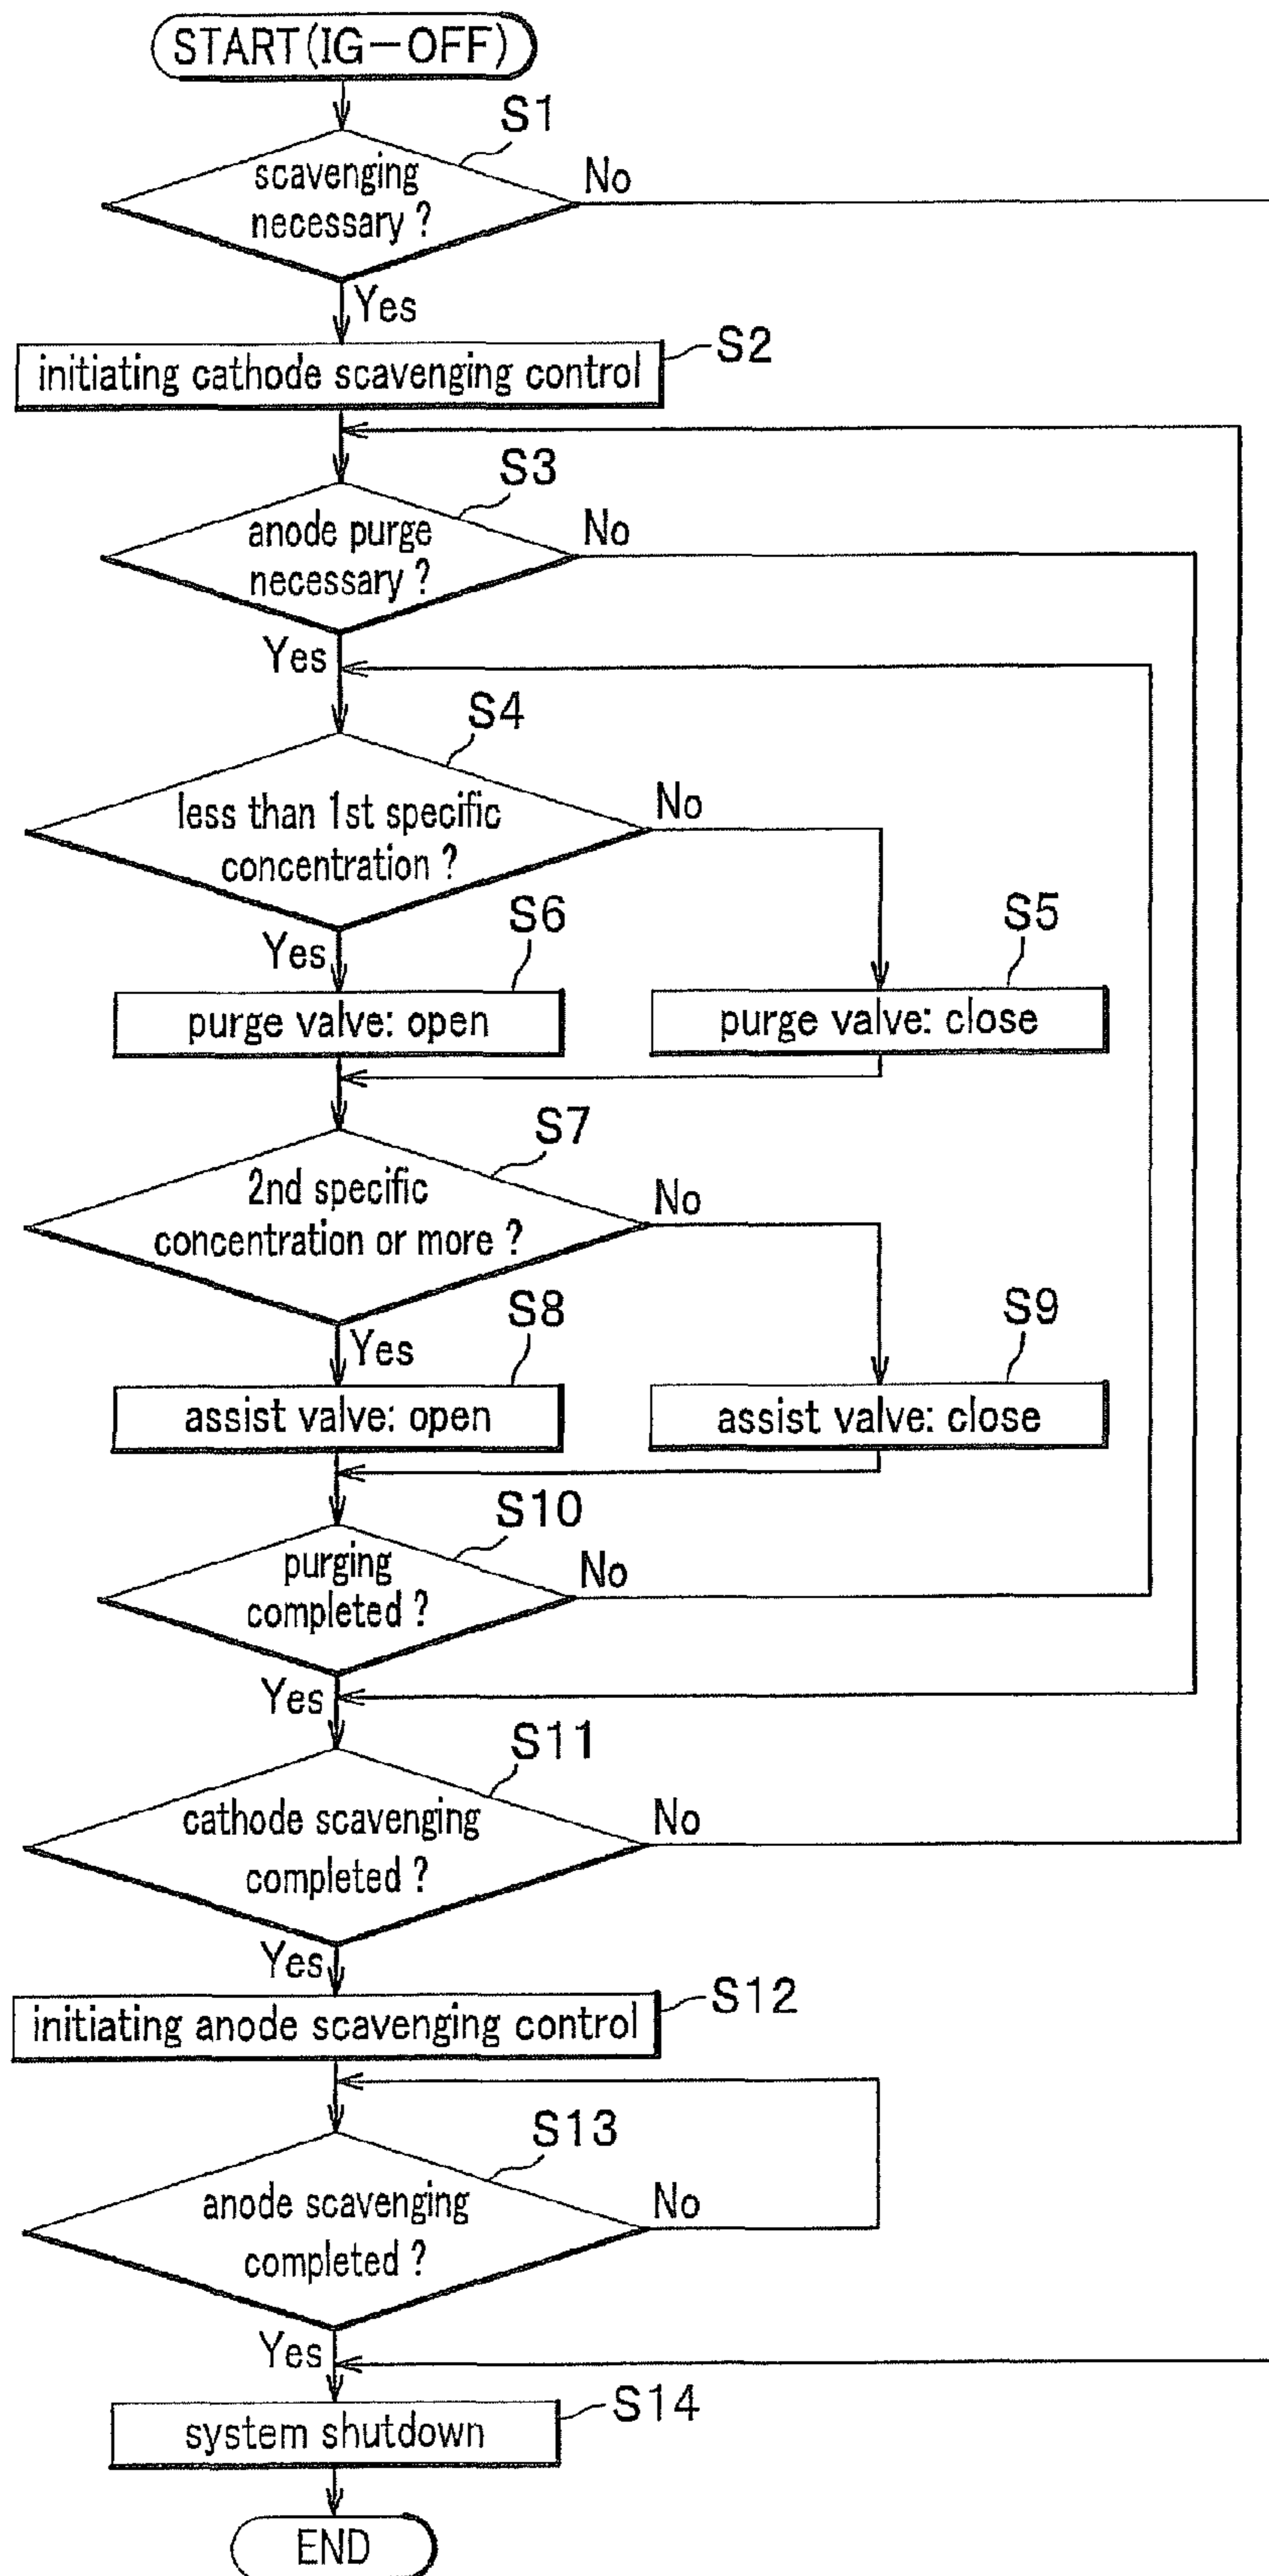 START(IG-OFF)
S1
scavenging
necessary ?
No
Yes
initiating cathode scavenging control
S2
S3
anode purge
necessary ?
No
Yes
S4
less than 1st specific
concentration ?
No
Yes
S6
S5
purge valve: open
purge valve: close
S7
2nd specific
concentration or more ?
No
Yes
S8
S9
assist valve: open
assist valve: close
S10
purging
completed ?
No
Yes
S11
cathode scavenging
completed ?
No
Yes
S12
initiating anode scavenging control
S13
anode scavenging
completed ?
No
Yes
S14
system shutdown
END